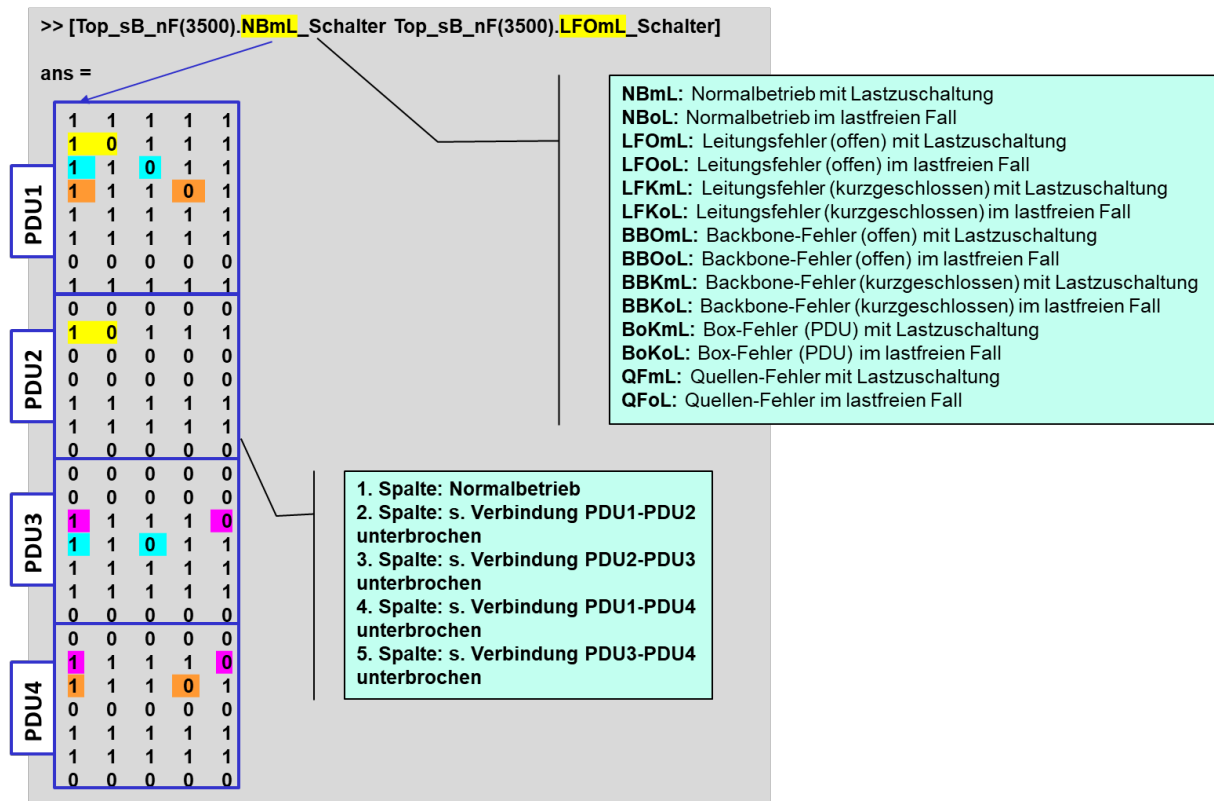 >> [Top_sB_nF(3500).NBmL_Schalter Top_sB_nF(3500).LFOmL_Schalter]
ans =
PDU1
1 1 1 1 1
1 0 1 1 1
1 1 0 1 1
1 1 1 0 1
1 1 1 1 1
1 1 1 1 1
0 0 0 0 0
1 1 1 1 1
PDU2
0 0 0 0 0
1 0 1 1 1
0 0 0 0 0
0 0 0 0 0
1 1 1 1 1
1 1 1 1 1
0 0 0 0 0
PDU3
0 0 0 0 0
0 0 0 0 0
1 1 1 1 0
1 1 0 1 1
1 1 1 1 1
1 1 1 1 1
0 0 0 0 0
PDU4
0 0 0 0 0
1 1 1 1 0
1 1 1 0 1
0 0 0 0 0
1 1 1 1 1
1 1 1 1 1
0 0 0 0 0
NBmL: Normalbetrieb mit Lastzuschaltung
NBoL: Normalbetrieb im lastfreien Fall
LFOmL: Leitungsfehler (offen) mit Lastzuschaltung
LFOoL: Leitungsfehler (offen) im lastfreien Fall
LFKmL: Leitungsfehler (kurzgeschlossen) mit Lastzuschaltung
LFKoL: Leitungsfehler (kurzgeschlossen) im lastfreien Fall
BBOmL: Backbone-Fehler (offen) mit Lastzuschaltung
BBOoL: Backbone-Fehler (offen) im lastfreien Fall
BBKmL: Backbone-Fehler (kurzgeschlossen) mit Lastzuschaltung
BBKoL: Backbone-Fehler (kurzgeschlossen) im lastfreien Fall
BoKmL: Box-Fehler (PDU) mit Lastzuschaltung
BoKoL: Box-Fehler (PDU) im lastfreien Fall
QFmL: Quellen-Fehler mit Lastzuschaltung
QFoL: Quellen-Fehler im lastfreien Fall
1. Spalte: Normalbetrieb
2. Spalte: s. Verbindung PDU1-PDU2
unterbrochen
3. Spalte: s. Verbindung PDU2-PDU3
unterbrochen
4. Spalte: s. Verbindung PDU1-PDU4
unterbrochen
5. Spalte: s. Verbindung PDU3-PDU4
unterbrochen